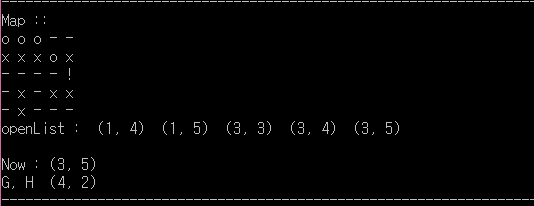 Map ::
o o o - -
x x x o x
- - - - !
- x - x x
- x - - -
openList : (1, 4) (1, 5) (3, 3) (3, 4) (3, 5)
Now : (3, 5)
G, H (4, 2)